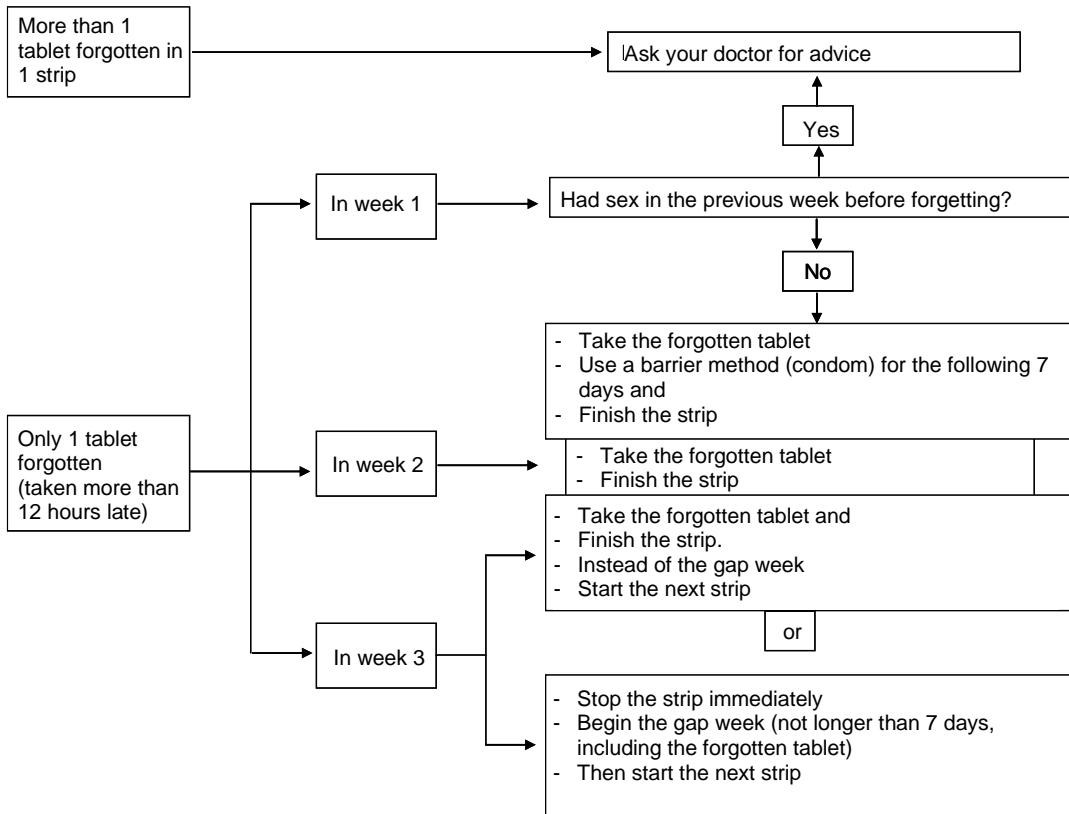 More than 1
tablet forgotten in
1 strip
Ask your doctor for advice
Yes
In week 1
Had sex in the previous week before forgetting?
No
- Take the forgotten tablet
- Use a barrier method (condom) for the following 7
days and
- Finish the strip
Only 1 tablet
forgotten
(taken more than
12 hours late)
In week 2
- Take the forgotten tablet
- Finish the strip
- Take the forgotten tablet and
- Finish the strip.
- Instead of the gap week
- Start the next strip
or
In week 3
- Stop the strip immediately
- Begin the gap week (not longer than 7 days,
including the forgotten tablet)
- Then start the next strip